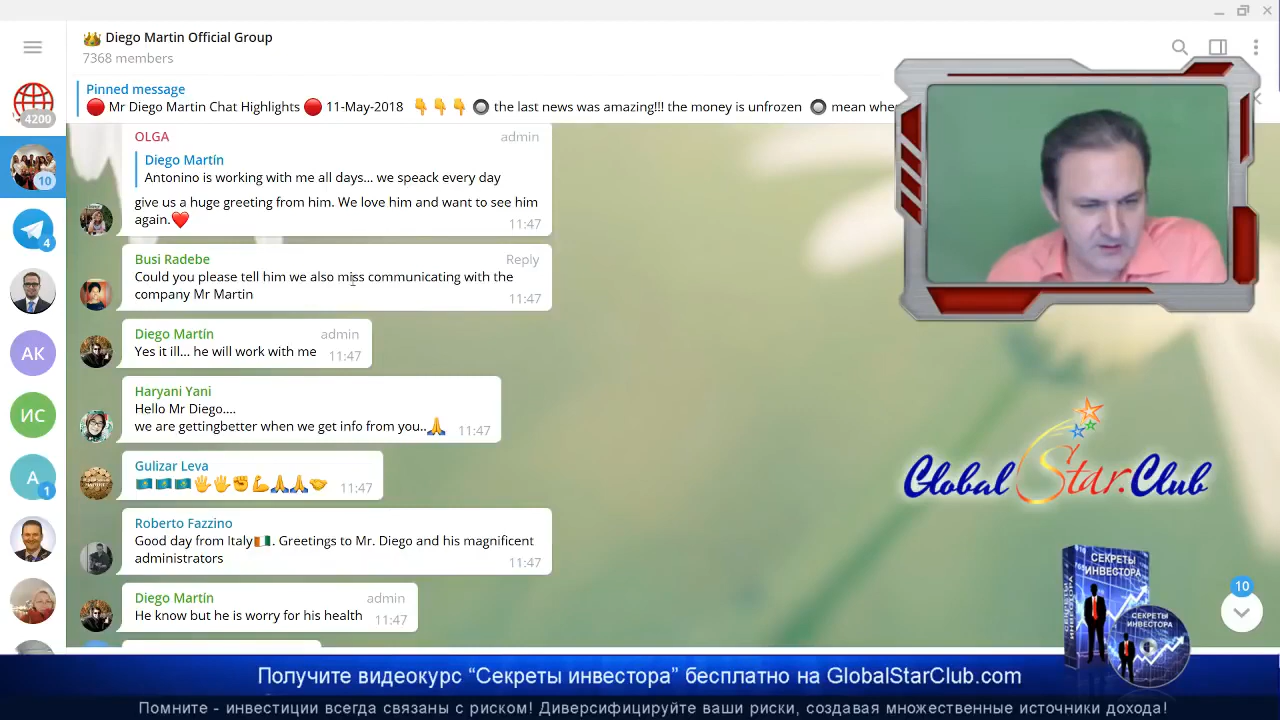 👑 Diego Martin Official Group
7368 members
Pinned message
🔴 Mr Diego Martin Chat Highlights 🔴 11-May-2018 👇👇👇 🔘 the last news was amazing!!! the money is unfrozen 🔘 mean whe
4200
10
4
АК
ИС
A
1
OLGA admin
Diego Martín
Antonino is working with me all days... we speack every day
give us a huge greeting from him. We love him and want to see him
again.❤️ 11:47
Busi Radebe Reply
Could you please tell him we also miss communicating with the
company Mr Martin 11:47
Diego Martín admin
Yes it ill... he will work with me 11:47
Haryani Yani
Hello Mr Diego....
we are gettingbetter when we get info from you..🙏 11:47
Gulizar Leva
🇰🇿🇰🇿🇰🇿🖐🖐✊💪🙏🙏🤝 11:47
Roberto Fazzino
Good day from Italy🇮🇹. Greetings to Mr. Diego and his magnificent
administrators 11:47
Diego Martín admin
He know but he is worry for his health 11:47
Global Star.Club
СЕКРЕТЫ
ИНВЕСТОРА
СЕКРЕТЫ
ИНВЕСТОРА
10
Получите видеокурс “Секреты инвестора” бесплатно на GlobalStarClub.com
Помните - инвестиции всегда связаны с риском! Диверсифицируйте ваши риски, создавая множественные источники дохода!